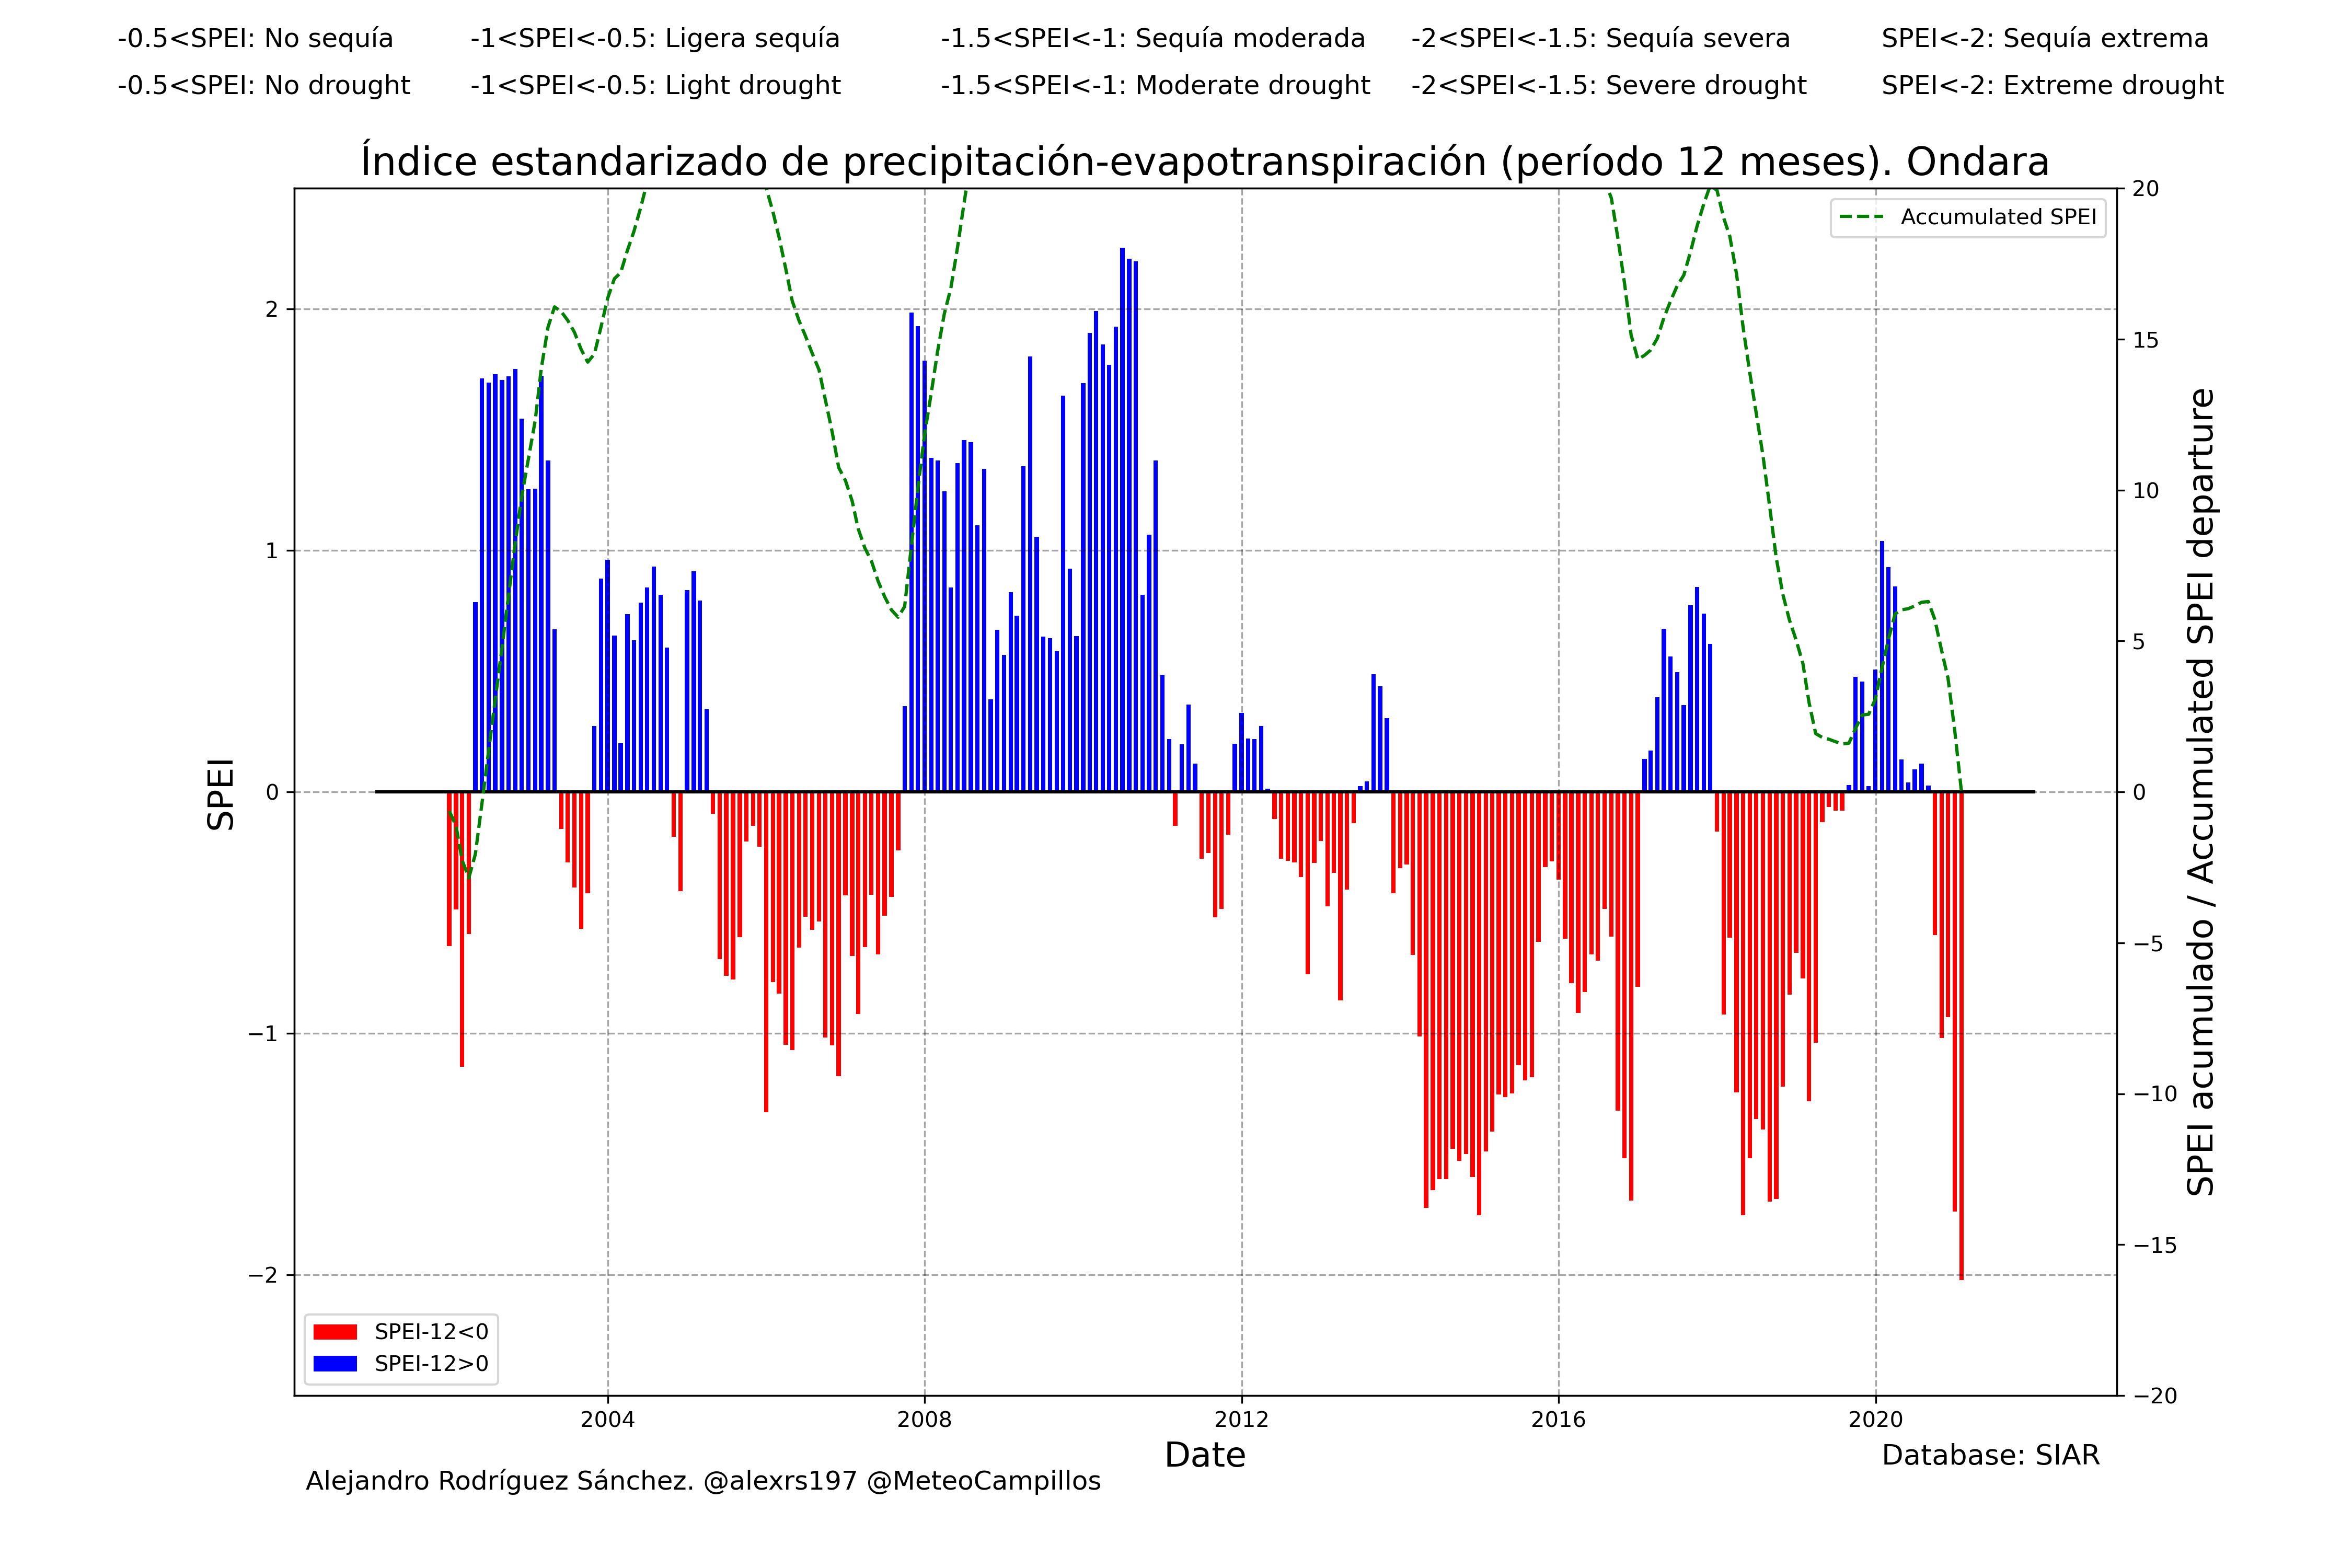 -0.5<SPEI: No sequía -1<SPEI<-0.5: Ligera sequía -1.5<SPEI<-1: Sequía moderada -2<SPEI<-1.5: Sequía severa SPEI<-2: Sequía extrema
-0.5<SPEI: No drought -1<SPEI<-0.5: Light drought -1.5<SPEI<-1: Moderate drought -2<SPEI<-1.5: Severe drought SPEI<-2: Extreme drought
Índice estandarizado de precipitación-evapotranspiración (período 12 meses). Ondara
Accumulated SPEI
SPEI
2
1
0
−1
−2
20
15
10
5
0
−5
−10
−15
−20
SPEI acumulado / Accumulated SPEI departure
SPEI-12<0
SPEI-12>0
2004 2008 2012 2016 2020
Date
Database: SIAR
Alejandro Rodríguez Sánchez. @alexrs197 @MeteoCampillos